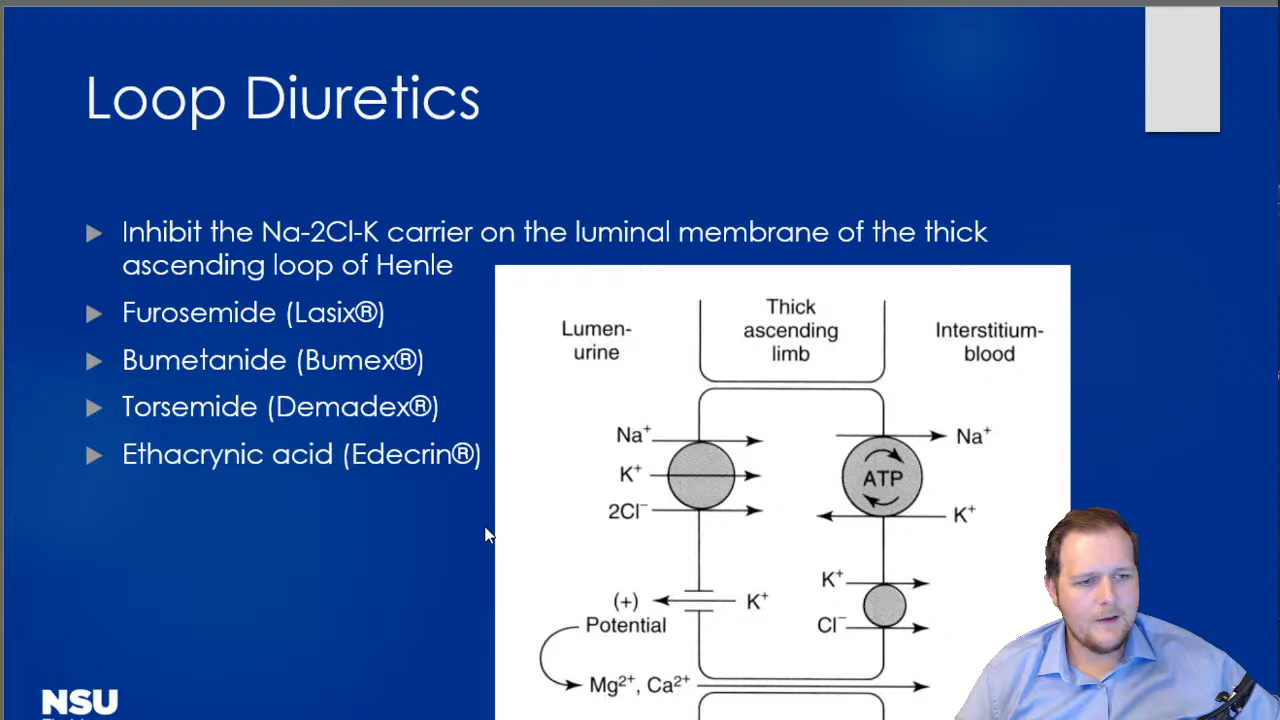 Loop Diuretics
Inhibit the Na-2Cl-K carrier on the luminal membrane of the thick
ascending loop of Henle
Furosemide (Lasix®)
Bumetanide (Bumex®)
Torsemide (Demadex®)
Ethacrynic acid (Edecrin®)
Lumen-
urine
Thick
ascending
limb
Interstitium-
blood
Na⁺
K⁺
2Cl⁻
Na⁺
ATP
K⁺
(+)
Potential
K⁺
K⁺
Cl⁻
Mg²⁺, Ca²⁺
NSU